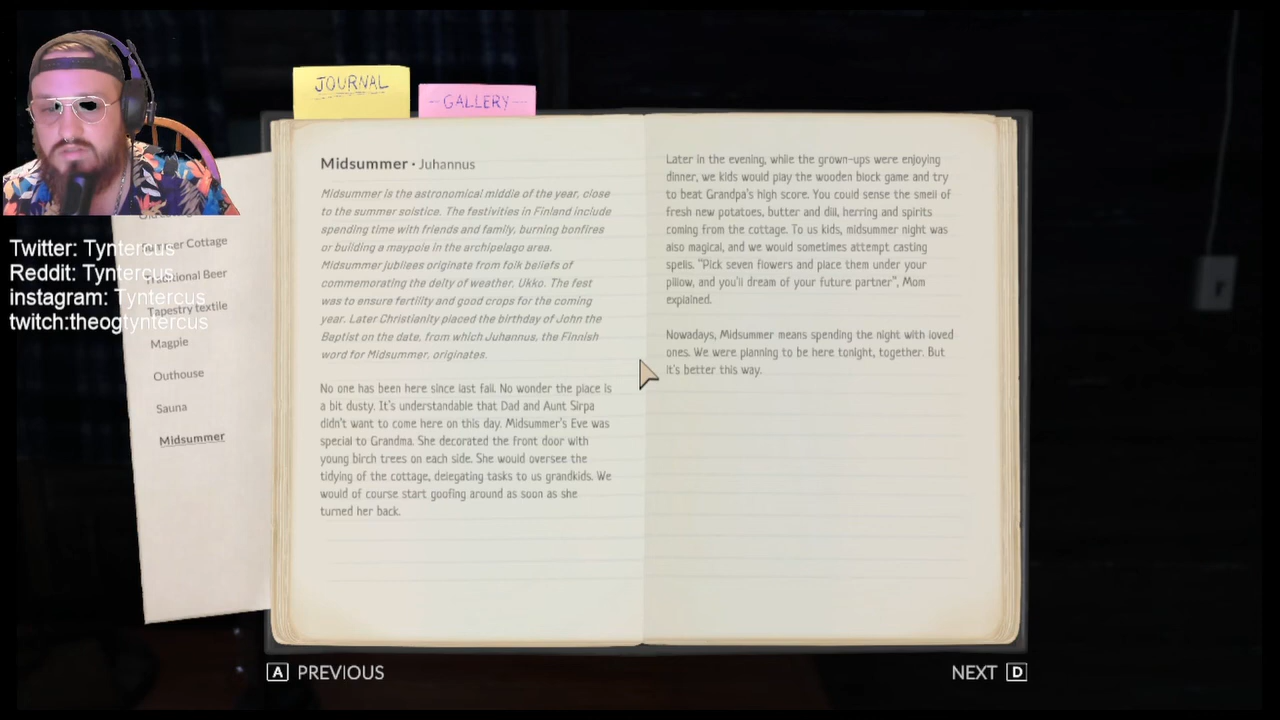 JOURNAL
GALLERY
Midsummer · Juhannus
Midsummer is the astronomical middle of the year, close
to the summer solstice. The festivities in Finland include
spending time with friends and family, burning bonfires
or building a maypole in the archipelago area.
Midsummer jubilees originate from folk beliefs of
commemorating the deity of weather, Ukko. The fest
was to ensure fertility and good crops for the coming
year. Later Christianity placed the birthday of John the
Baptist on the date, from which Juhannus, the Finnish
word for Midsummer, originates.
No one has been here since last fall. No wonder the place is
a bit dusty. It's understandable that Dad and Aunt Sirpa
didn't want to come here on this day. Midsummer's Eve was
special to Grandma. She decorated the front door with
young birch trees on each side. She would oversee the
tidying of the cottage, delegating tasks to us grandkids. We
would of course start goofing around as soon as she
turned her back.
Later in the evening, while the grown-ups were enjoying
dinner, we kids would play the wooden block game and try
to beat Grandpa's high score. You could sense the smell of
fresh new potatoes, butter and dill, herring and spirits
coming from the cottage. To us kids, midsummer night was
also magical, and we would sometimes attempt casting
spells. "Pick seven flowers and place them under your
pillow, and you'll dream of your future partner", Mom
explained.
Nowadays, Midsummer means spending the night with loved
ones. We were planning to be here tonight, together. But
it's better this way.
Cottage
Traditional Beer
Tapestry textile
Magpie
Outhouse
Sauna
Midsummer
Twitter: Tyntercus
Reddit: Tyntercus
instagram: Tyntercus
twitch:theogtyntercus
A PREVIOUS
NEXT D